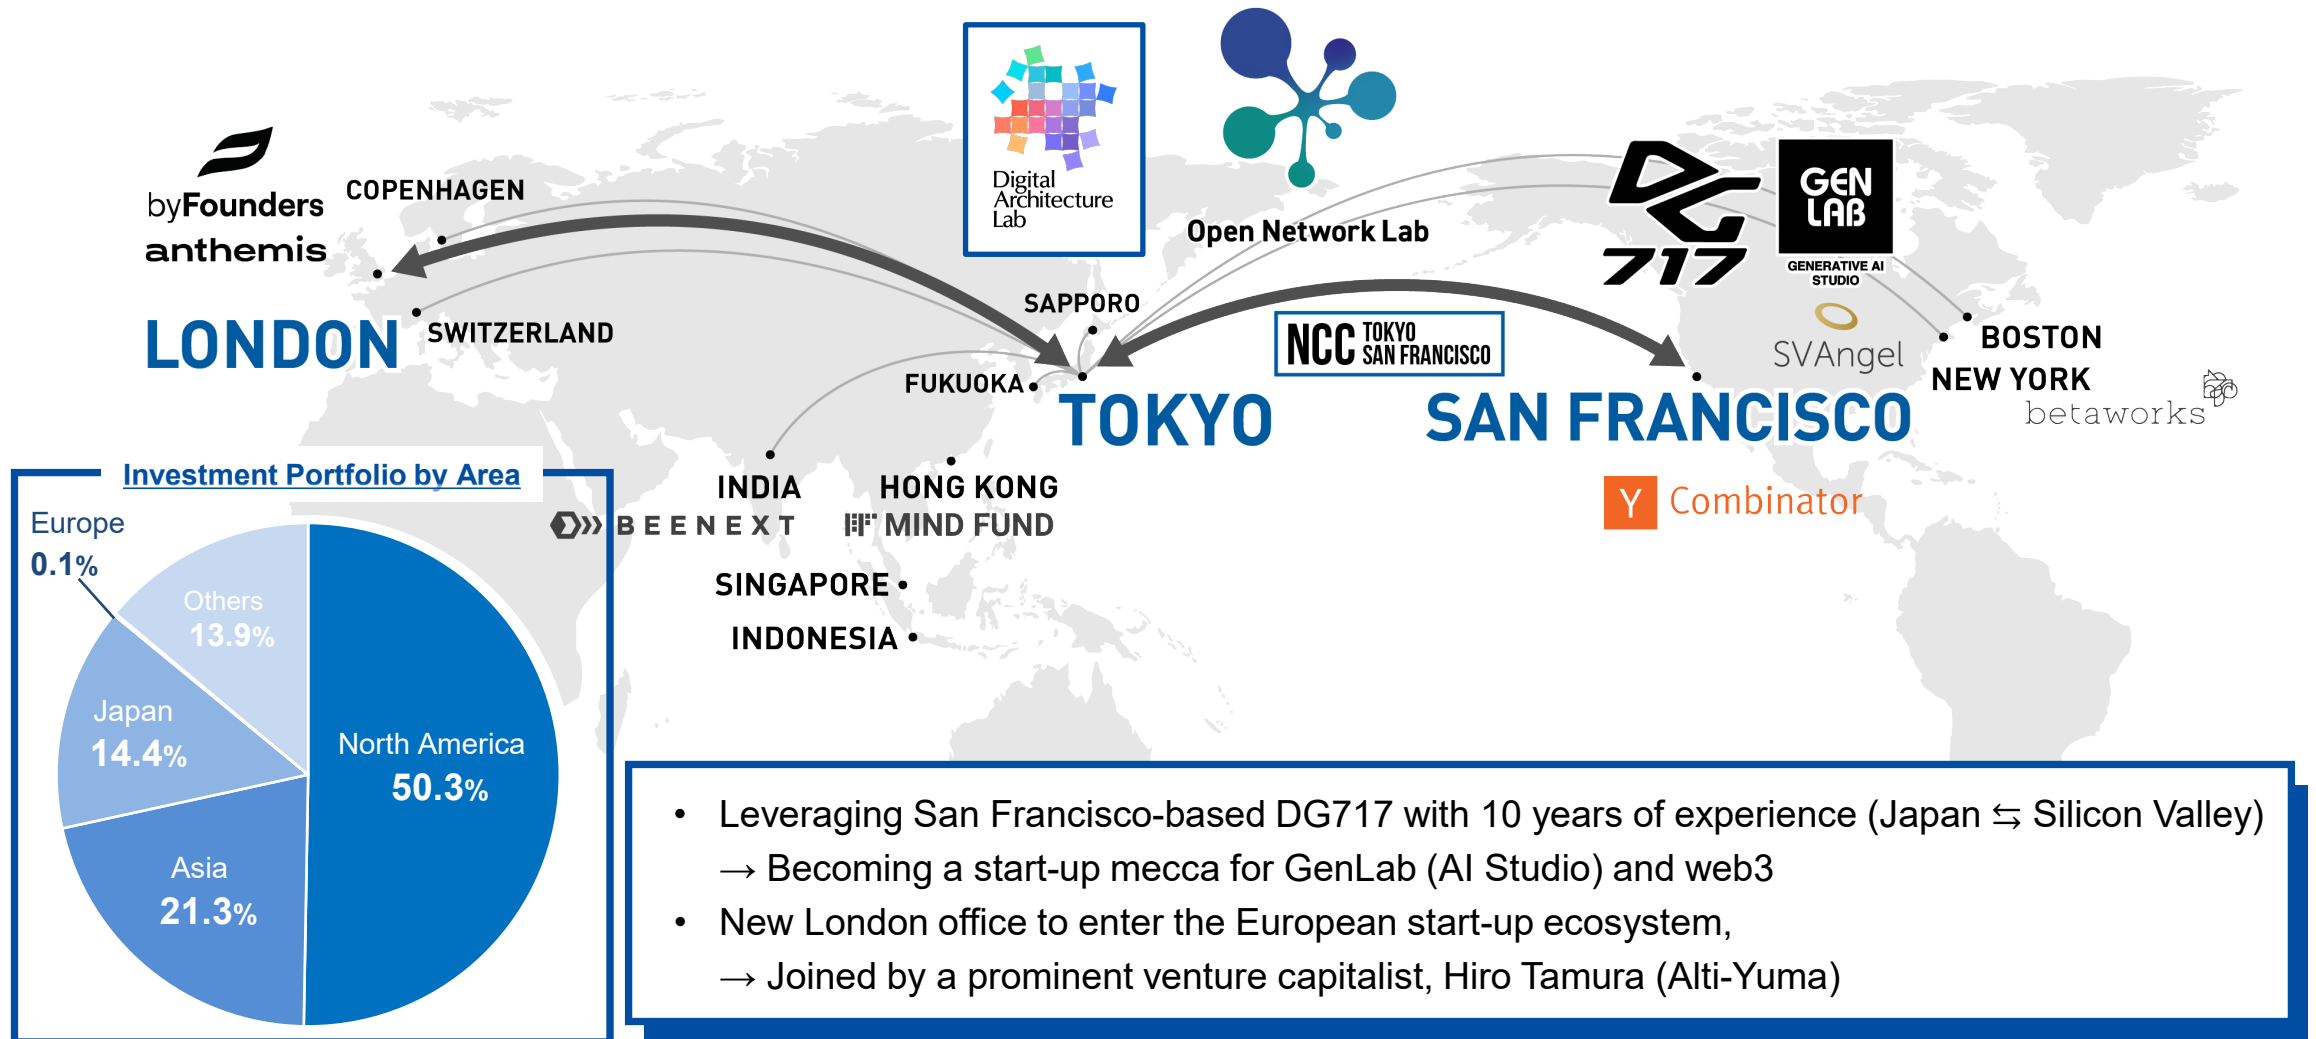 Digital
Architecture
Lab
Open Network Lab
byFounders
anthemis
COPENHAGEN
LONDON
SWITZERLAND
SAPPORO
FUKUOKA
TOKYO
NCC TOKYO
SAN FRANCISCO
DG
717
GEN
LAB
GENERATIVE AI
STUDIO
SVAngel
BOSTON
NEW YORK
betaworks
SAN FRANCISCO
Y Combinator
INDIA
BEENEXT
HONG KONG
MIND FUND
SINGAPORE
INDONESIA
Investment Portfolio by Area
Europe
0.1%
Others
13.9%
Japan
14.4%
North America
50.3%
Asia
21.3%
• Leveraging San Francisco-based DG717 with 10 years of experience (Japan ⇆ Silicon Valley)
→ Becoming a start-up mecca for GenLab (AI Studio) and web3
• New London office to enter the European start-up ecosystem,
→ Joined by a prominent venture capitalist, Hiro Tamura (Alti-Yuma)